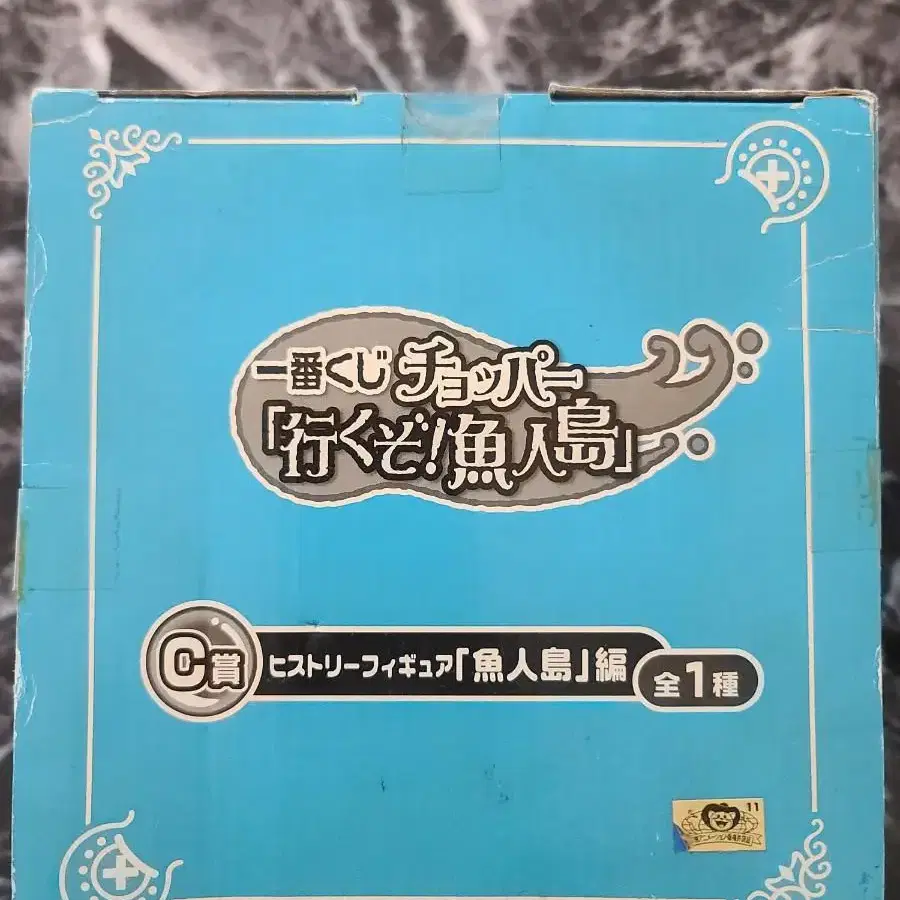 一番くじ チョッパー
「行くぞ!魚人島」
C賞 ヒストリーフィギュア「魚人島」編 全1種
11